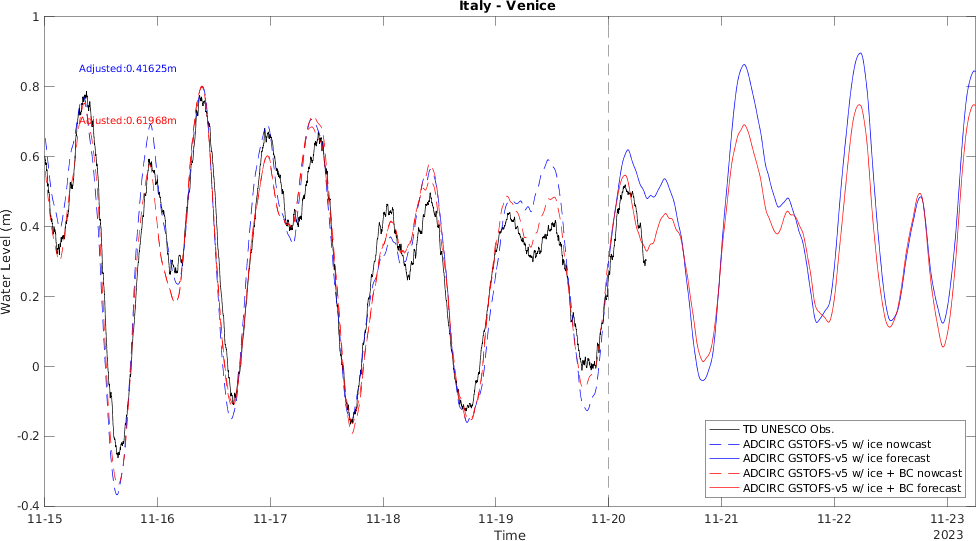 Italy - Venice
1
0.8
0.6
0.4
0.2
0
-0.2
-0.4
Water Level (m)
Adjusted:0.41625m
Adjusted:0.61968m
TD UNESCO Obs.
ADCIRC GSTOFS-v5 w/ ice nowcast
ADCIRC GSTOFS-v5 w/ ice forecast
ADCIRC GSTOFS-v5 w/ ice + BC nowcast
ADCIRC GSTOFS-v5 w/ ice + BC forecast
11-15 11-16 11-17 11-18 11-19 11-20 11-21 11-22 11-23
Time
2023